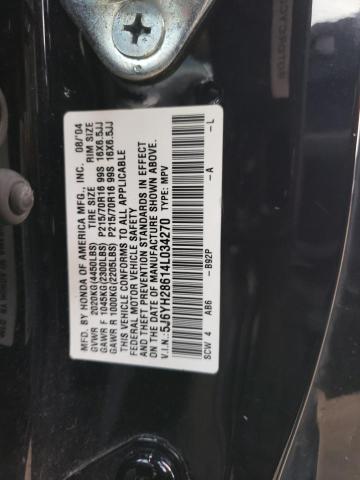 MFD. BY HONDA OF AMERICA MFG., INC. 08/'04
GVWR 2020KG(4450LBS) TIRE SIZE RIM SIZE
GAWR F 1045KG(2300LBS) P215/70R16 99S 16X6.5JJ
GAWR R 1000KG(2205LBS) P215/70R16 99S 16X6.5JJ
THIS VEHICLE CONFORMS TO ALL APPLICABLE
FEDERAL MOTOR VEHICLE SAFETY
AND THEFT PREVENTION STANDARDS IN EFFECT
ON THE DATE OF MANUFACTURE SHOWN ABOVE.
V.I.N.:5J6YH28614L034270 TYPE: MPV
SCW 4 AB6 -B92P -A -L